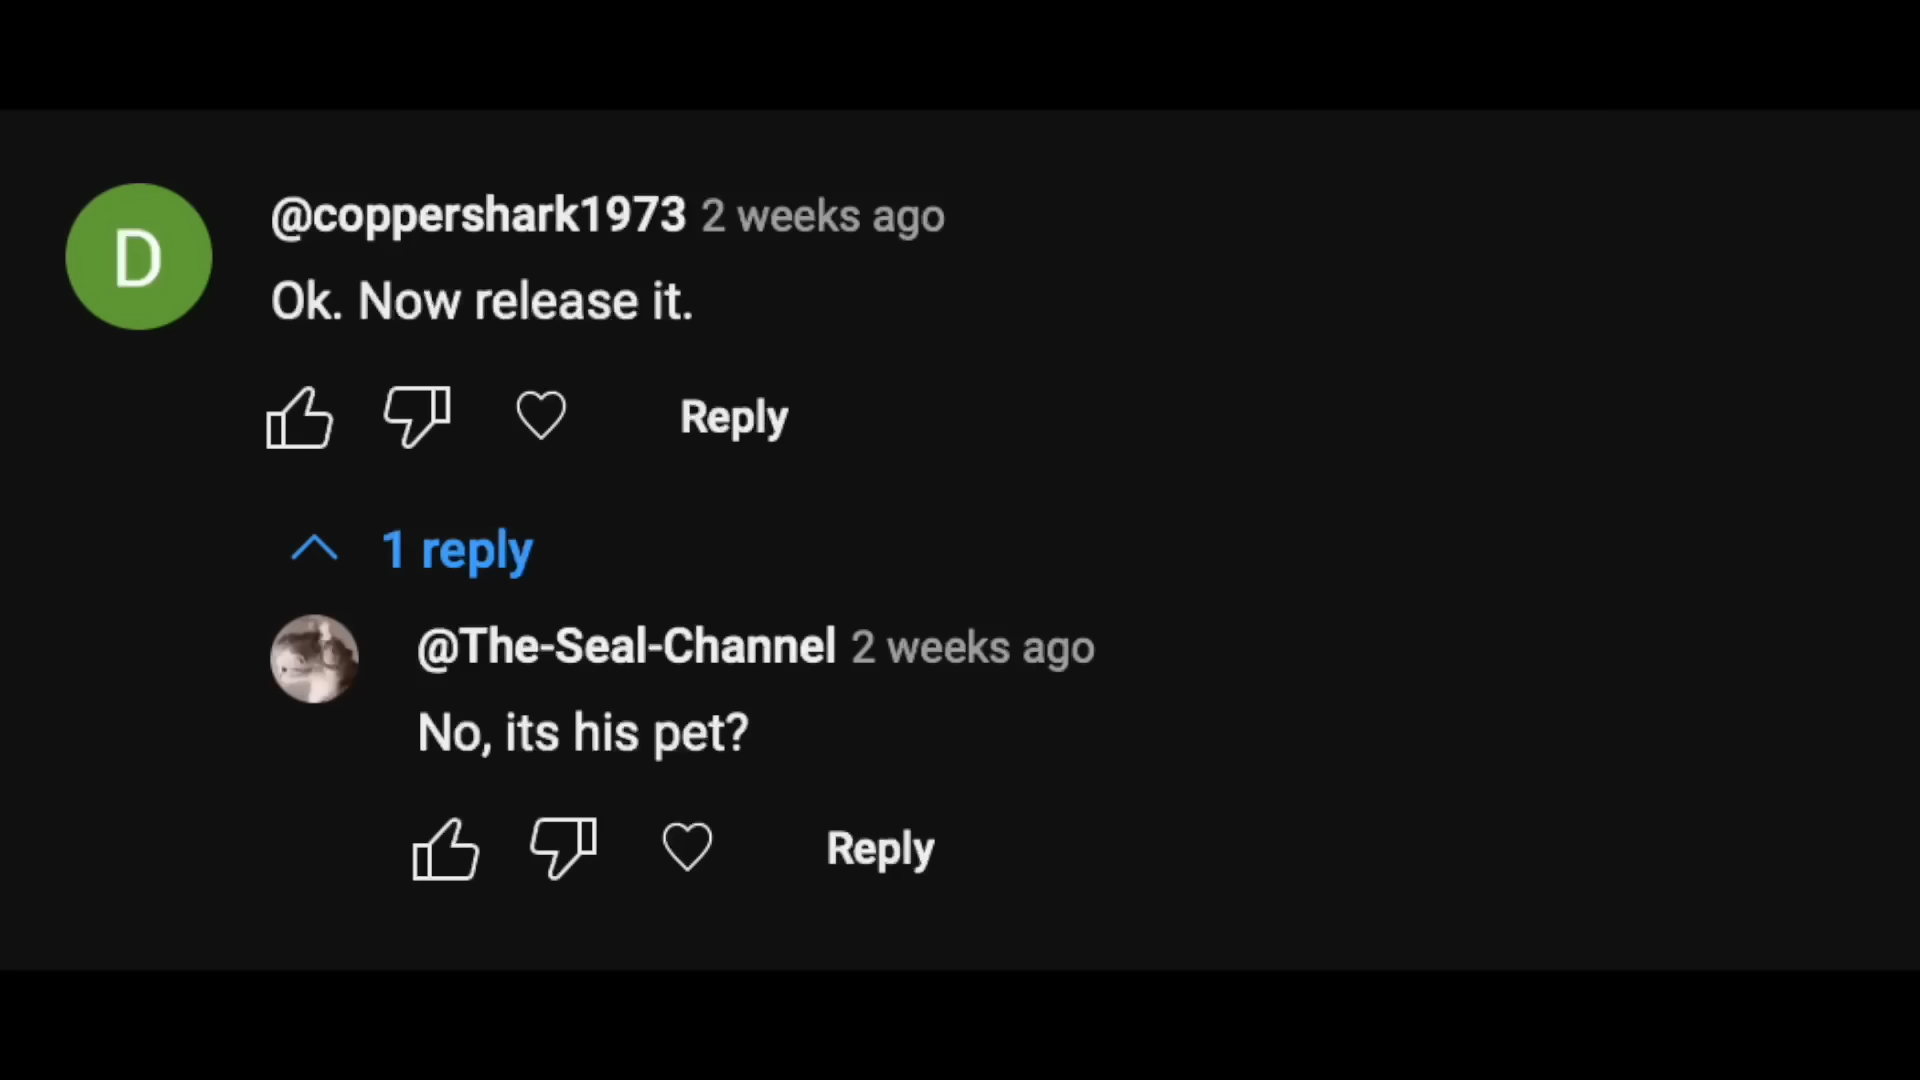 D
@coppershark1973 2 weeks ago
Ok. Now release it.
Reply
1 reply
@The-Seal-Channel 2 weeks ago
No, its his pet?
Reply